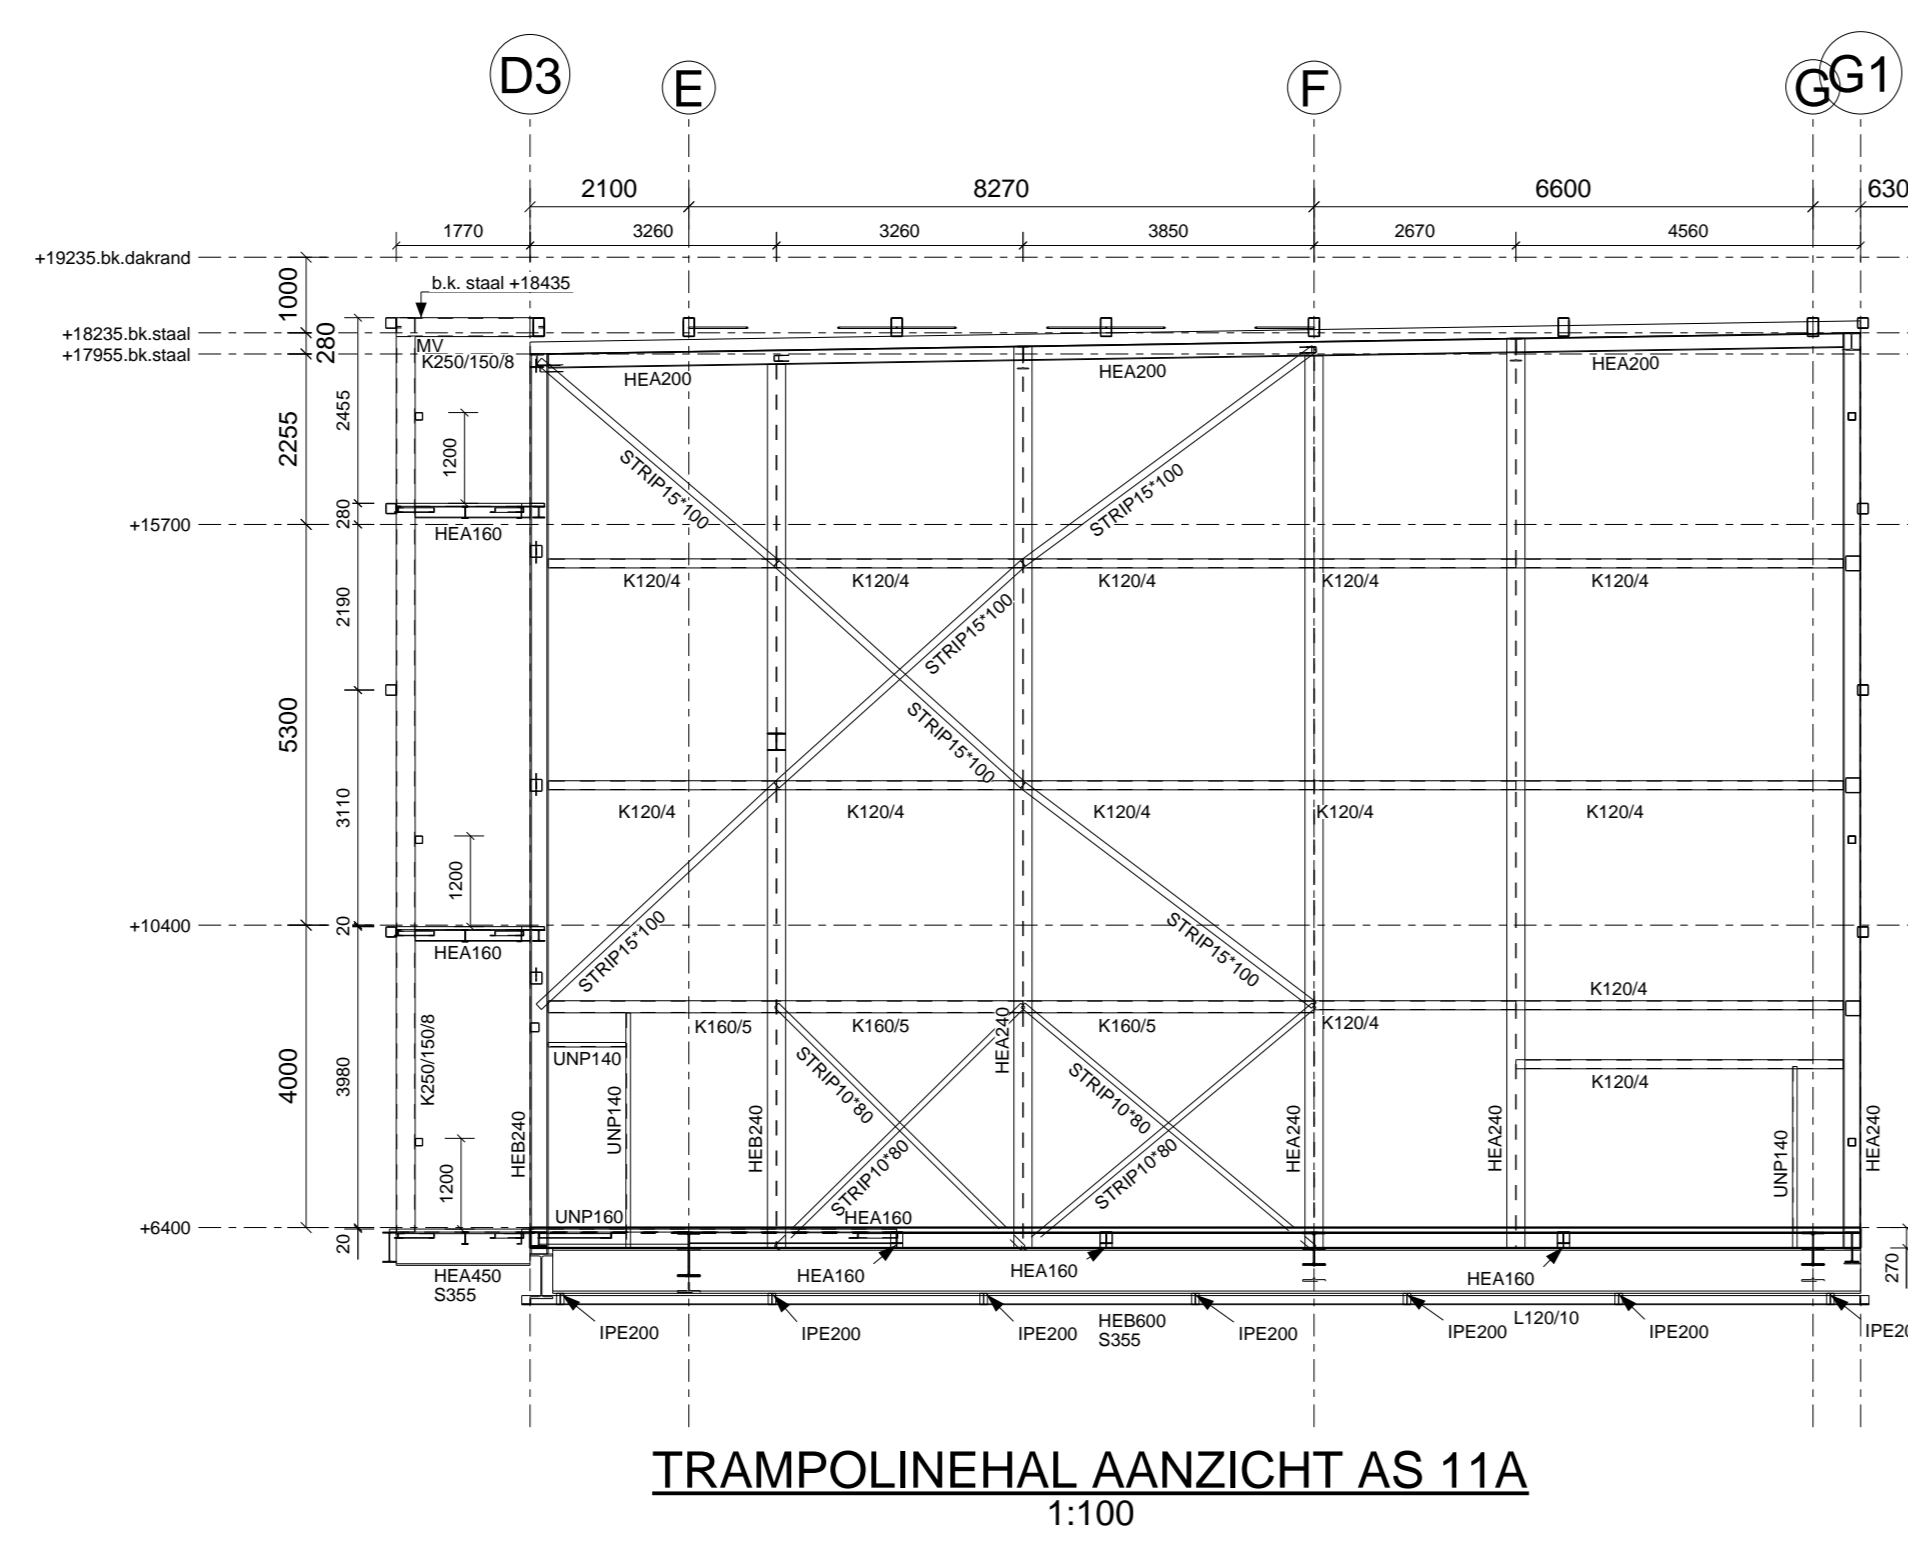 D3
E
F
G
G1
2100
8270
6600
630
1770
3260
3260
3850
2670
4560
+19235.bk.dakrand
1000
b.k. staal +18435
+18235.bk.staal
280
+17955.bk.staal
MV
K250/150/8
HEA200
HEA200
HEA200
2455
2255
1200
STRIP15*100
STRIP15*100
280
+15700
HEA160
K120/4
K120/4
K120/4
K120/4
K120/4
2190
STRIP15*100
5300
STRIP15*100
3110
K120/4
K120/4
K120/4
K120/4
K120/4
1200
20
+10400
HEA160
STRIP15*100
STRIP15*100
K120/4
K160/5
K160/5
K160/5
K120/4
HEA240
K250/150/8
UNP140
STRIP10*80
STRIP10*80
K120/4
4000
3980
HEB240
UNP140
HEB240
HEA240
HEA240
UNP140
HEA240
1200
STRIP10*80
STRIP10*80
+6400
UNP160
HEA160
20
270
HEA450
S355
HEA160
HEA160
HEA160
IPE200
IPE200
IPE200
HEB600
S355
IPE200
IPE200
L120/10
IPE200
IPE20
TRAMPOLINEHAL AANZICHT AS 11A
1:100